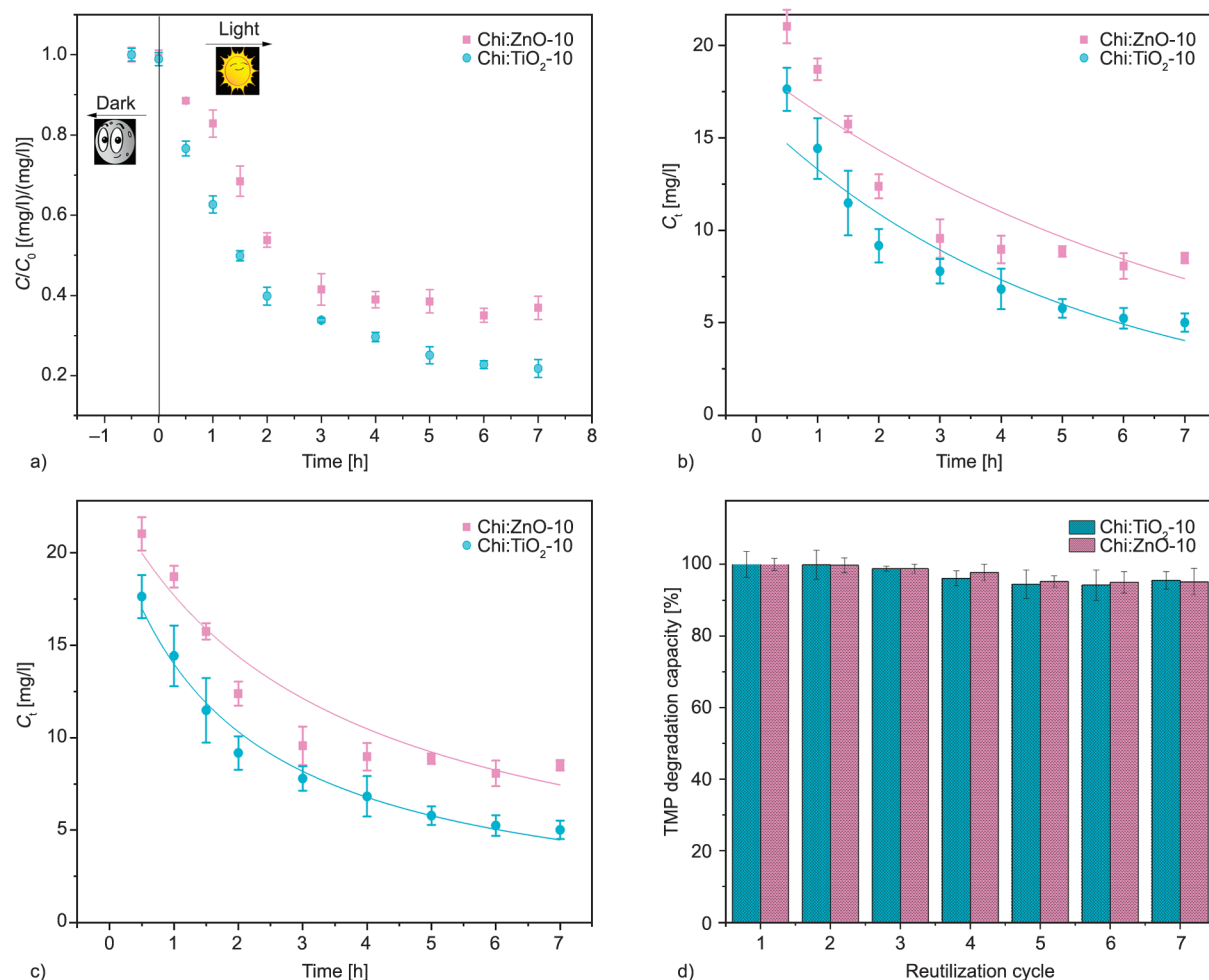 Light
Chi:ZnO-10
Chi:TiO₂-10
Dark
C/C₀ [(mg/l)/(mg/l)]
1.0
0.8
0.6
0.4
0.2
–1 0 1 2 3 4 5 6 7 8
Time [h]
a)
Chi:ZnO-10
Chi:TiO₂-10
Cₜ [mg/l]
20
15
10
5
0
0 1 2 3 4 5 6 7
Time [h]
b)
Chi:ZnO-10
Chi:TiO₂-10
Cₜ [mg/l]
20
15
10
5
0
0 1 2 3 4 5 6 7
Time [h]
c)
Chi:TiO₂-10
Chi:ZnO-10
TMP degradation capacity [%]
100
80
60
40
20
0
1 2 3 4 5 6 7
Reutilization cycle
d)